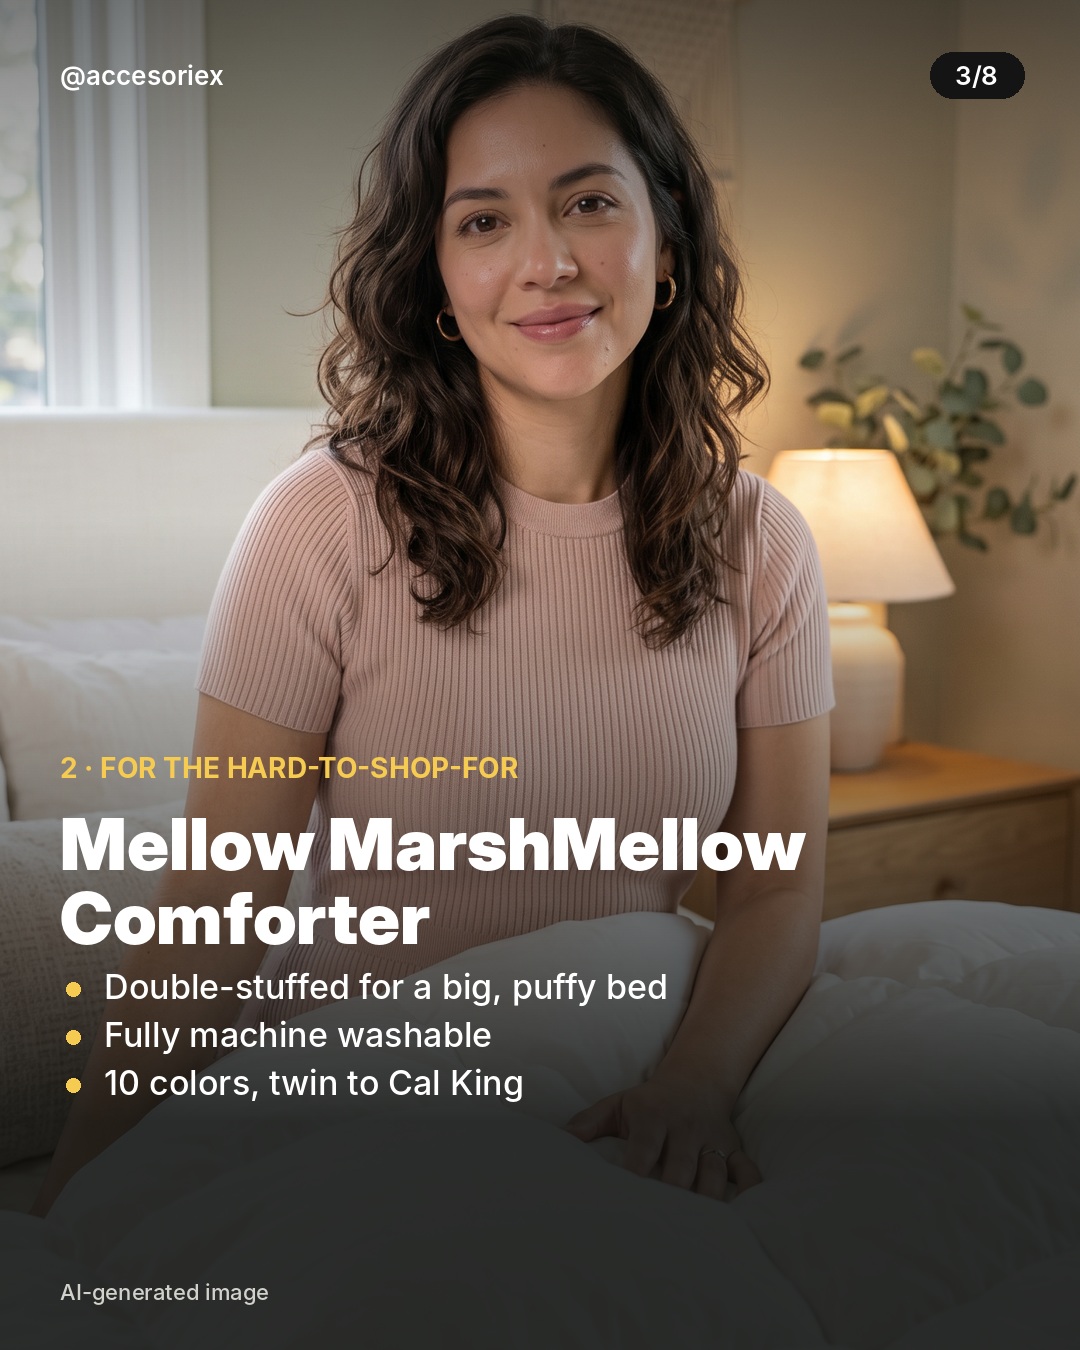 @accesoriex
3/8
2 · FOR THE HARD-TO-SHOP-FOR
Mellow MarshMellow
Comforter
Double-stuffed for a big, puffy bed
Fully machine washable
10 colors, twin to Cal King
AI-generated image